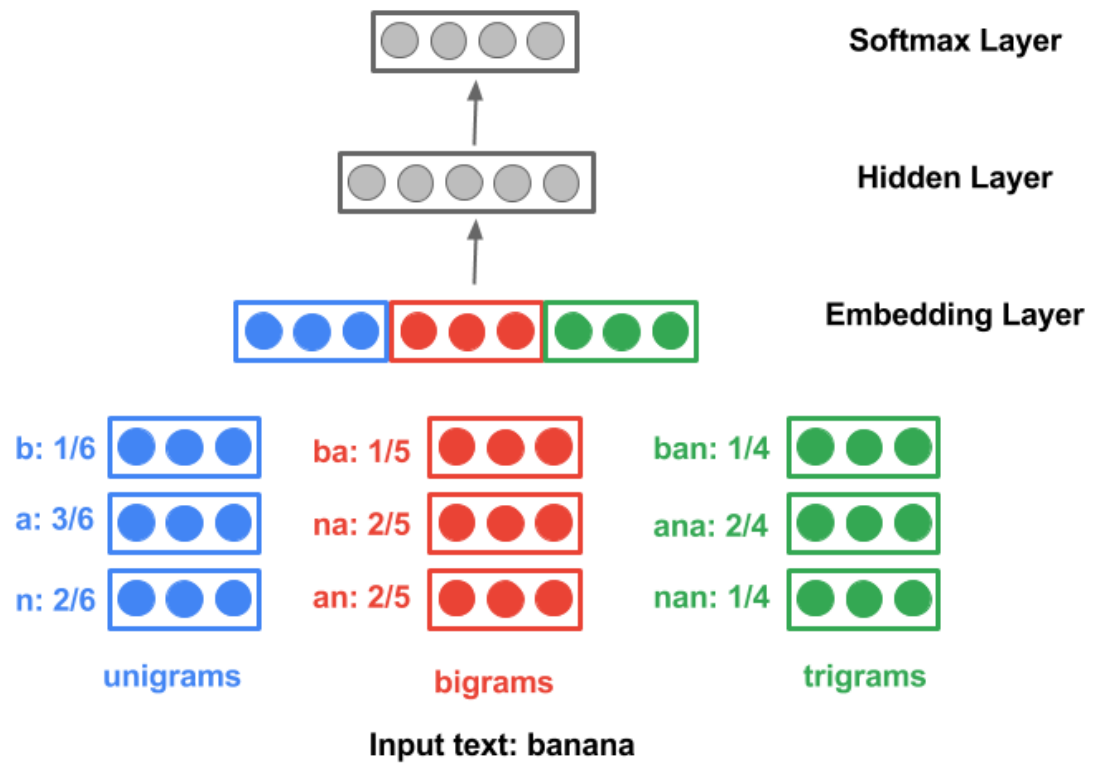 Softmax Layer
Hidden Layer
Embedding Layer
b: 1/6
a: 3/6
n: 2/6
unigrams
ba: 1/5
na: 2/5
an: 2/5
bigrams
ban: 1/4
ana: 2/4
nan: 1/4
trigrams
Input text: banana